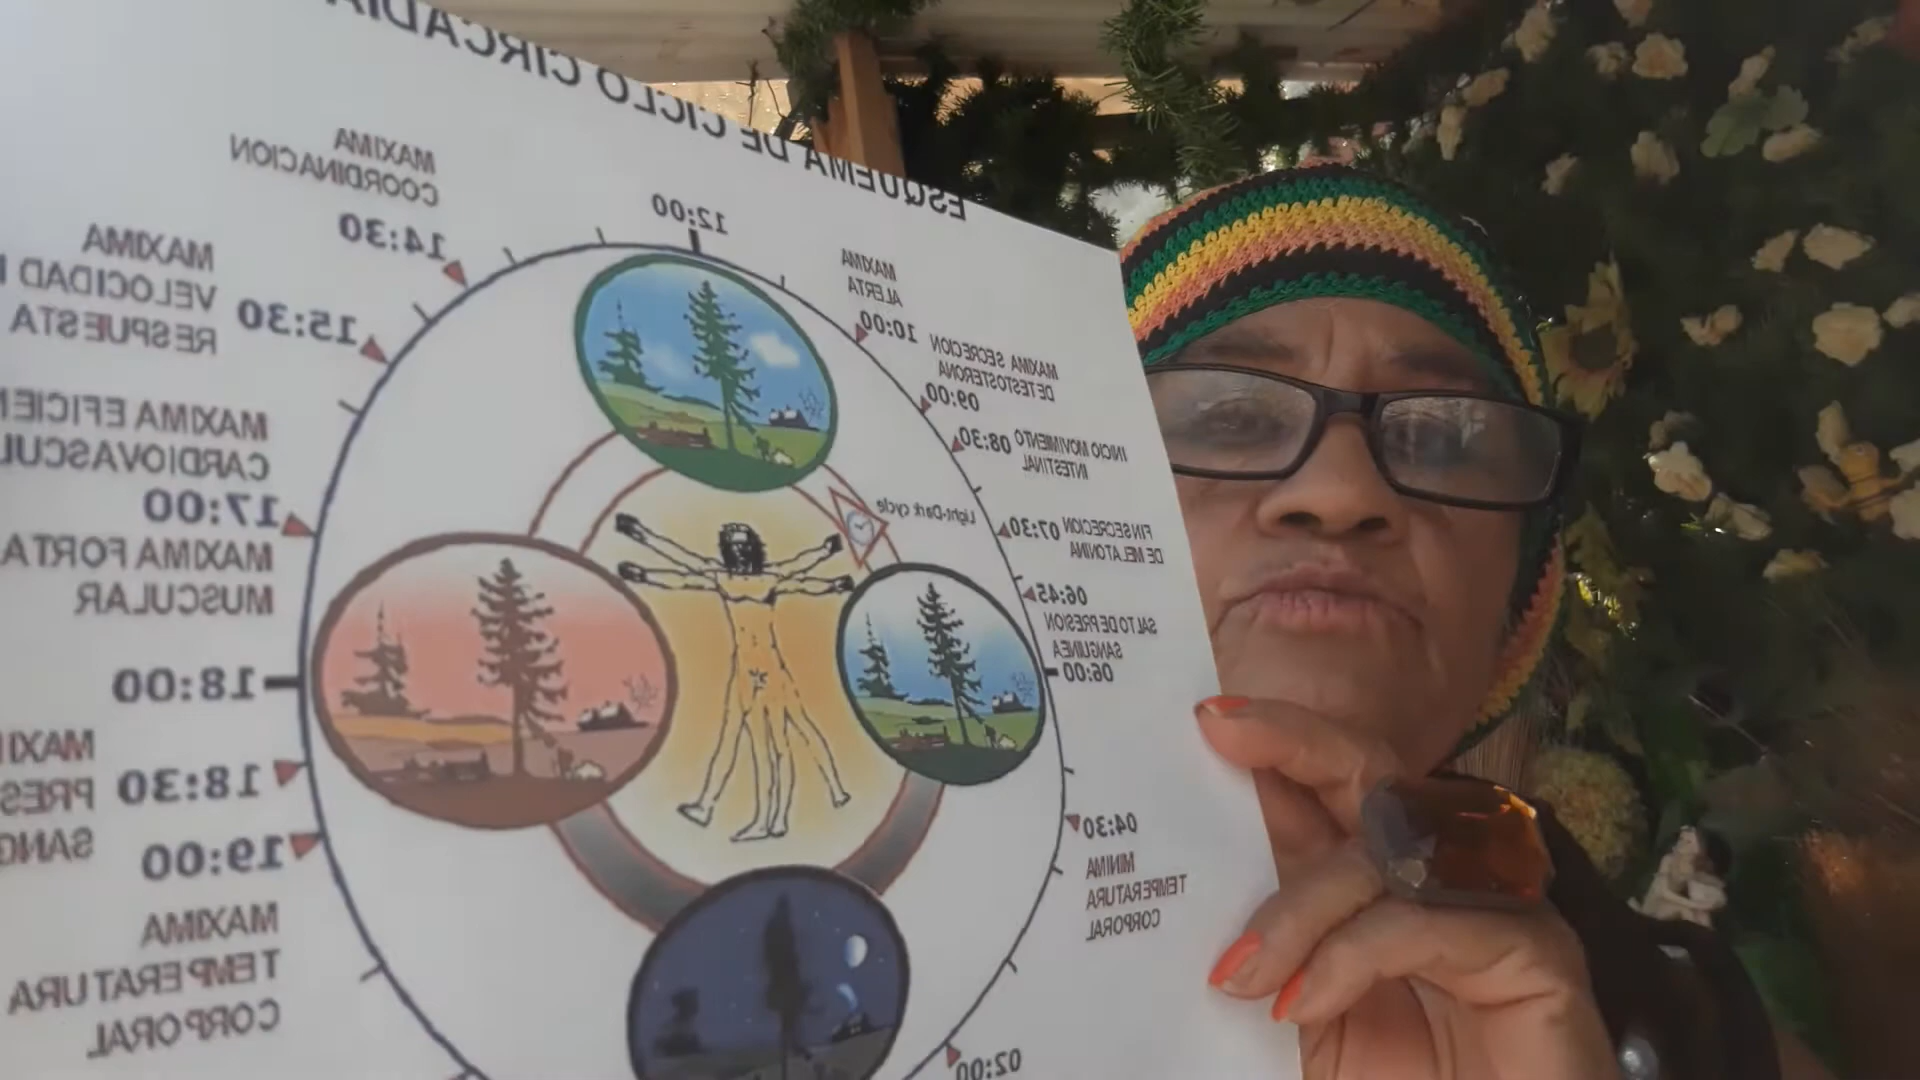 ESQUEMA DE CICLO
12:00
MAXIMA
ALERTA
10:00
MAXIMA SECRECION
DE TESTOSTERONA
09:00
INICIO MOVIMIENTO
INTESTINAL
08:30
Light-Dark cycle
FIN SECRECION
DE MELATONINA
07:30
06:45
SALTO DE PRESION
SANGUINEA
06:00
04:30
MINIMA
TEMPERATURA
CORPORAL
02:00
MAXIMA
COORDINACION
14:30
MAXIMA
VELOCIDAD
RESPUESTA
15:30
MAXIMA
17:00
MAXIMA FORTA
MUSCULAR
18:00
18:30
19:00
MAXIMA
TEMPERATURA
CORPORAL